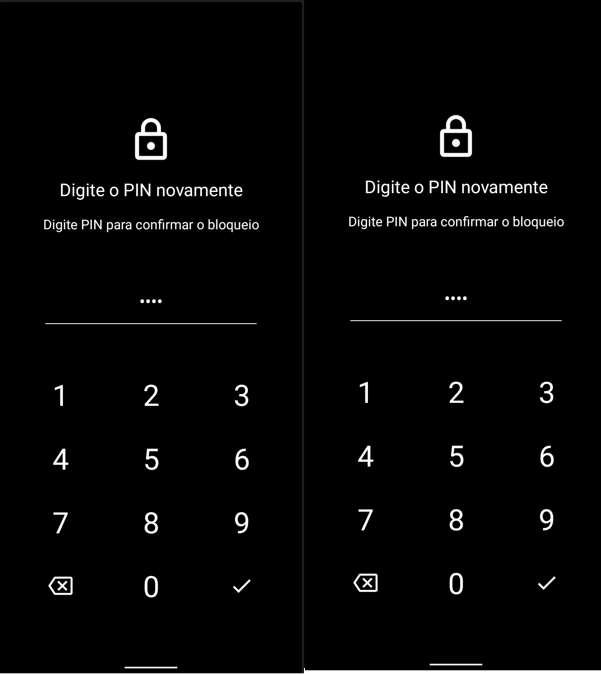 Digite o PIN novamente
Digite PIN para confirmar o bloqueio
••••
1 2 3
4 5 6
7 8 9
0
Digite o PIN novamente
Digite PIN para confirmar o bloqueio
••••
1 2 3
4 5 6
7 8 9
0